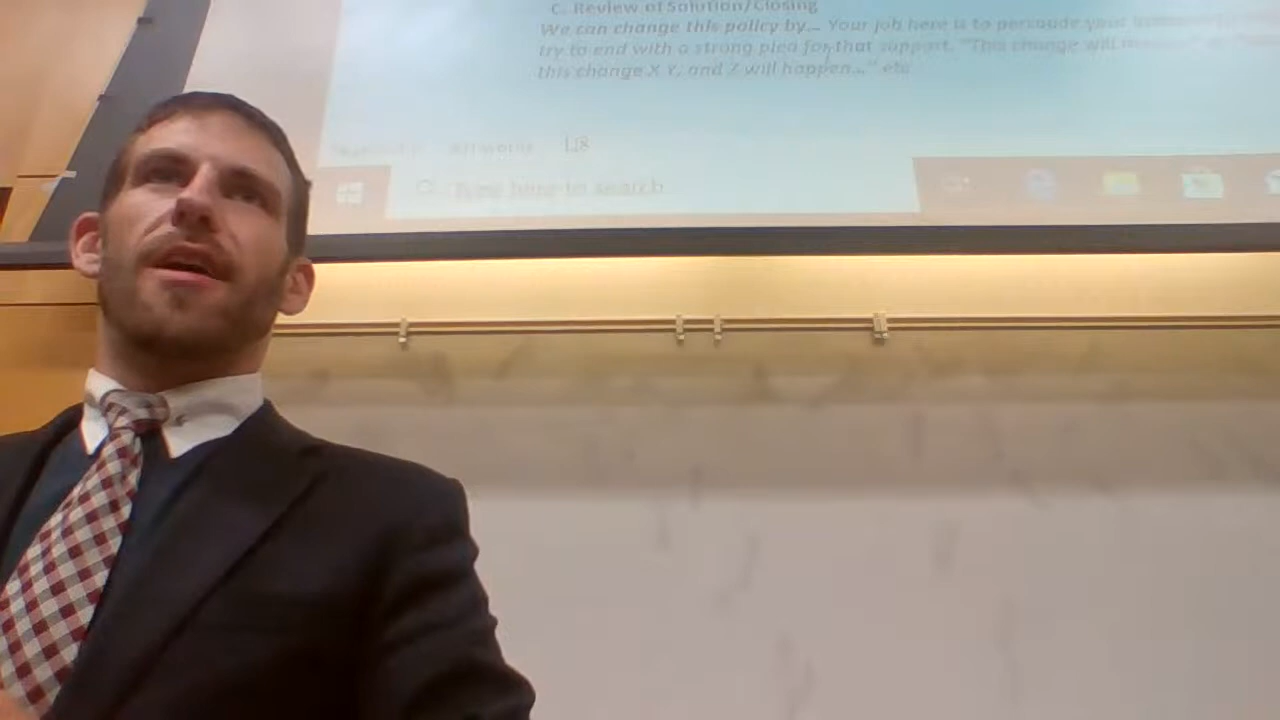 C. Review of Solution/Closing
We can change this policy by... Your job here is to persuade your
try to end with a strong plea for that support. "This change will
this change X Y, and Z will happen..." etc
words
Type here to search